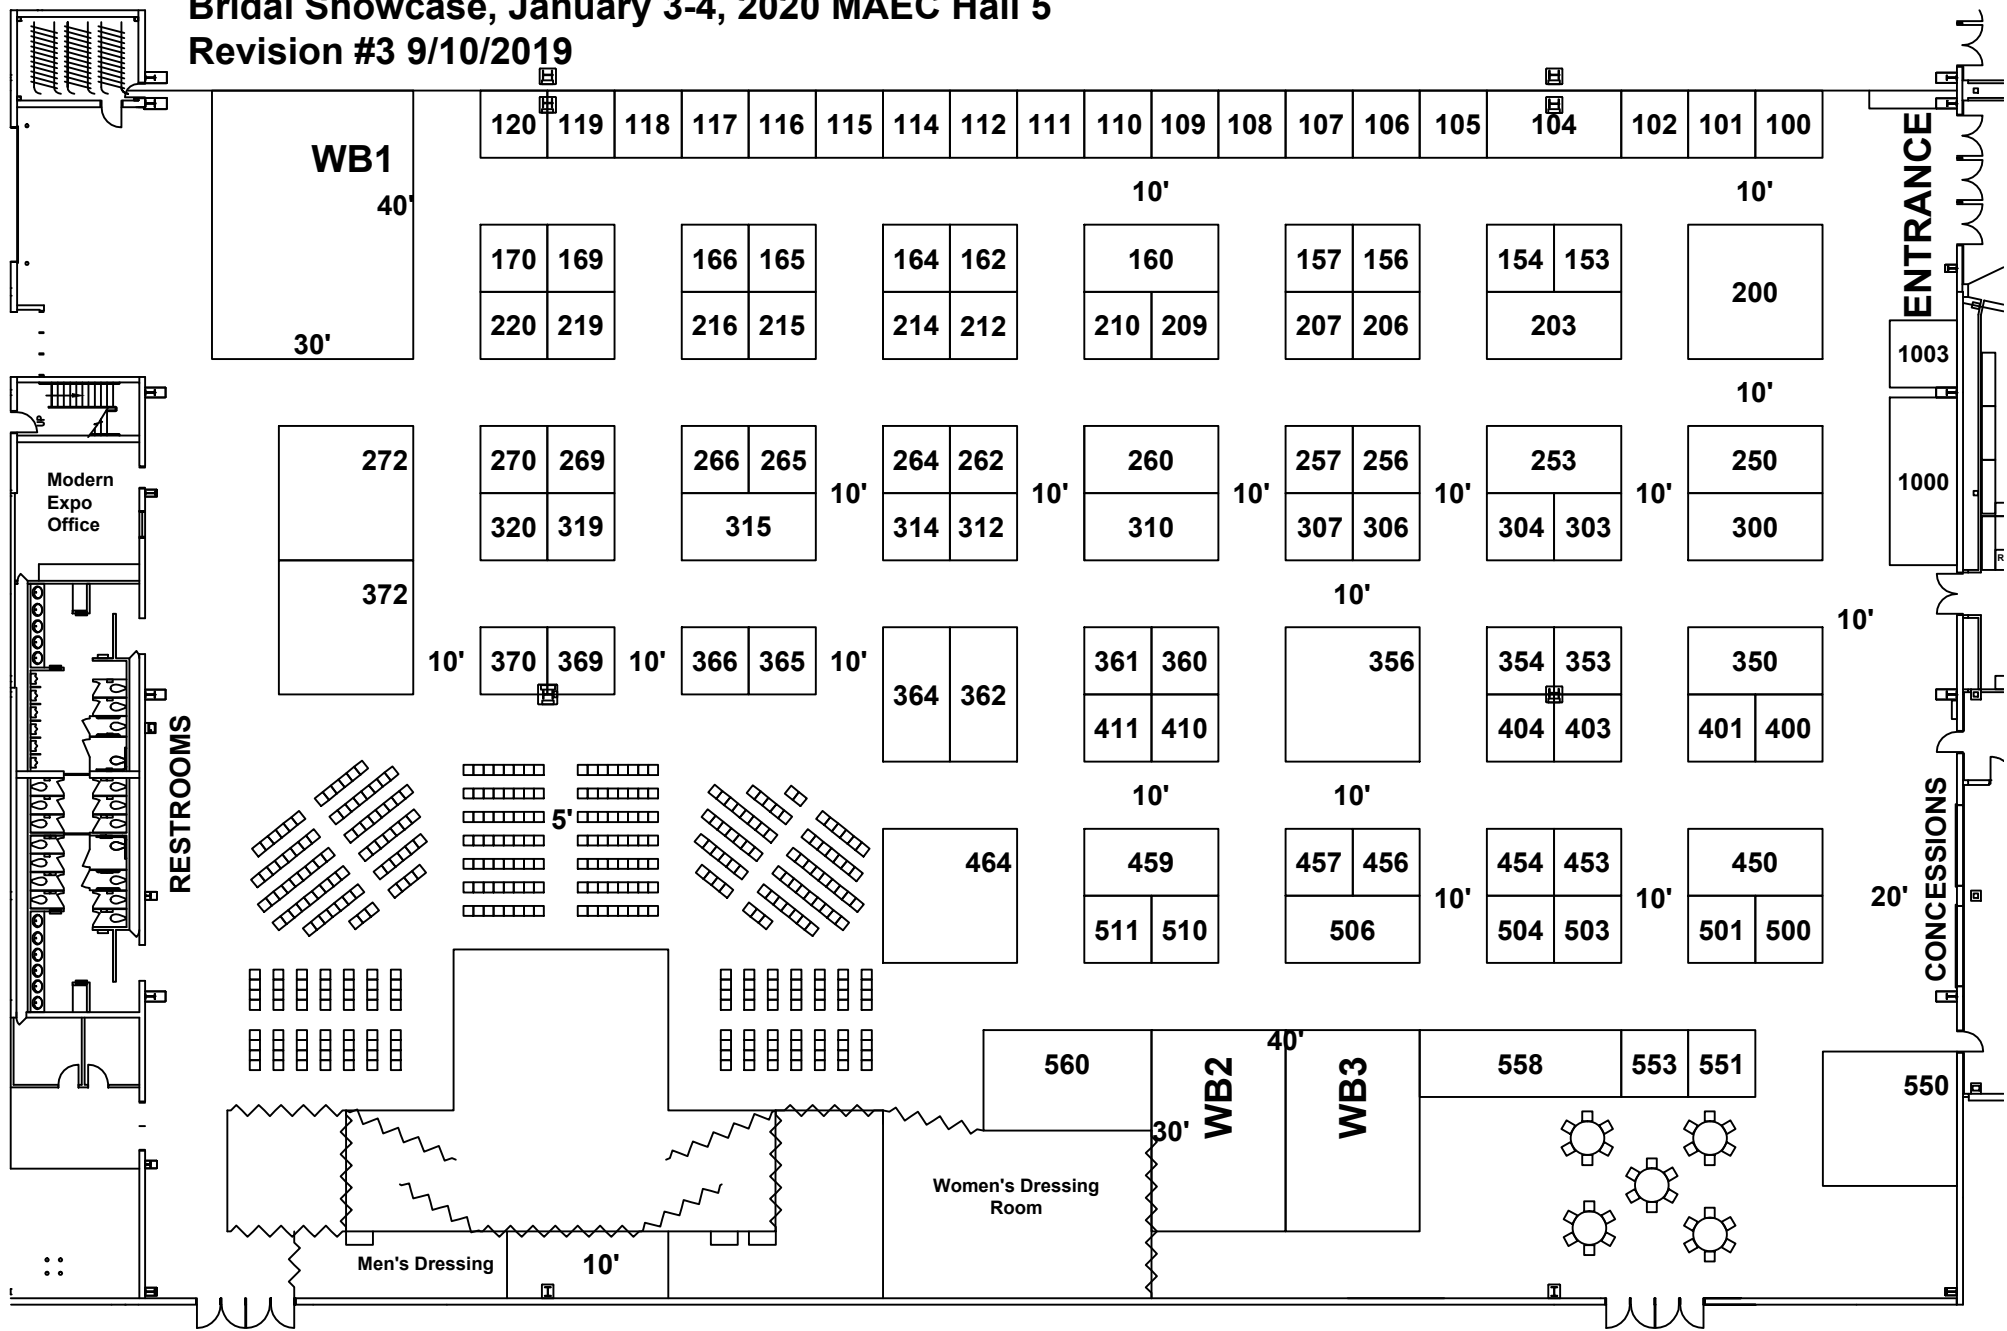 Bridal Showcase, January 3-4, 2020 MAEC Hall 5
Revision #3 9/10/2019
120 119 118 117 116 115 114 112 111 110 109 108 107 106 105 104 102 101 100
WB1
40'
30'
10' 10'
ENTRANCE
170 169 166 165 164 162 160 157 156 154 153 200
220 219 216 215 214 212 210 209 207 206 203
1003
10'
UP
Modern
Expo
Office
272 270 269 266 265 264 262 260 257 256 253 250
10' 10' 10' 10' 10'
1000
320 319 315 314 312 310 307 306 304 303 300
R
372
10'
10'
10' 370 369 10' 366 365 10' 364 362 361 360 356 354 353 350
411 410 404 403 401 400
RESTROOMS
5'
10' 10'
CONCESSIONS
464 459 457 456 454 453 450
10' 10' 20'
511 510 506 504 503 501 500
560 WB2 40' WB3 558 553 551 550
30'
Women's Dressing
Room
Men's Dressing 10'